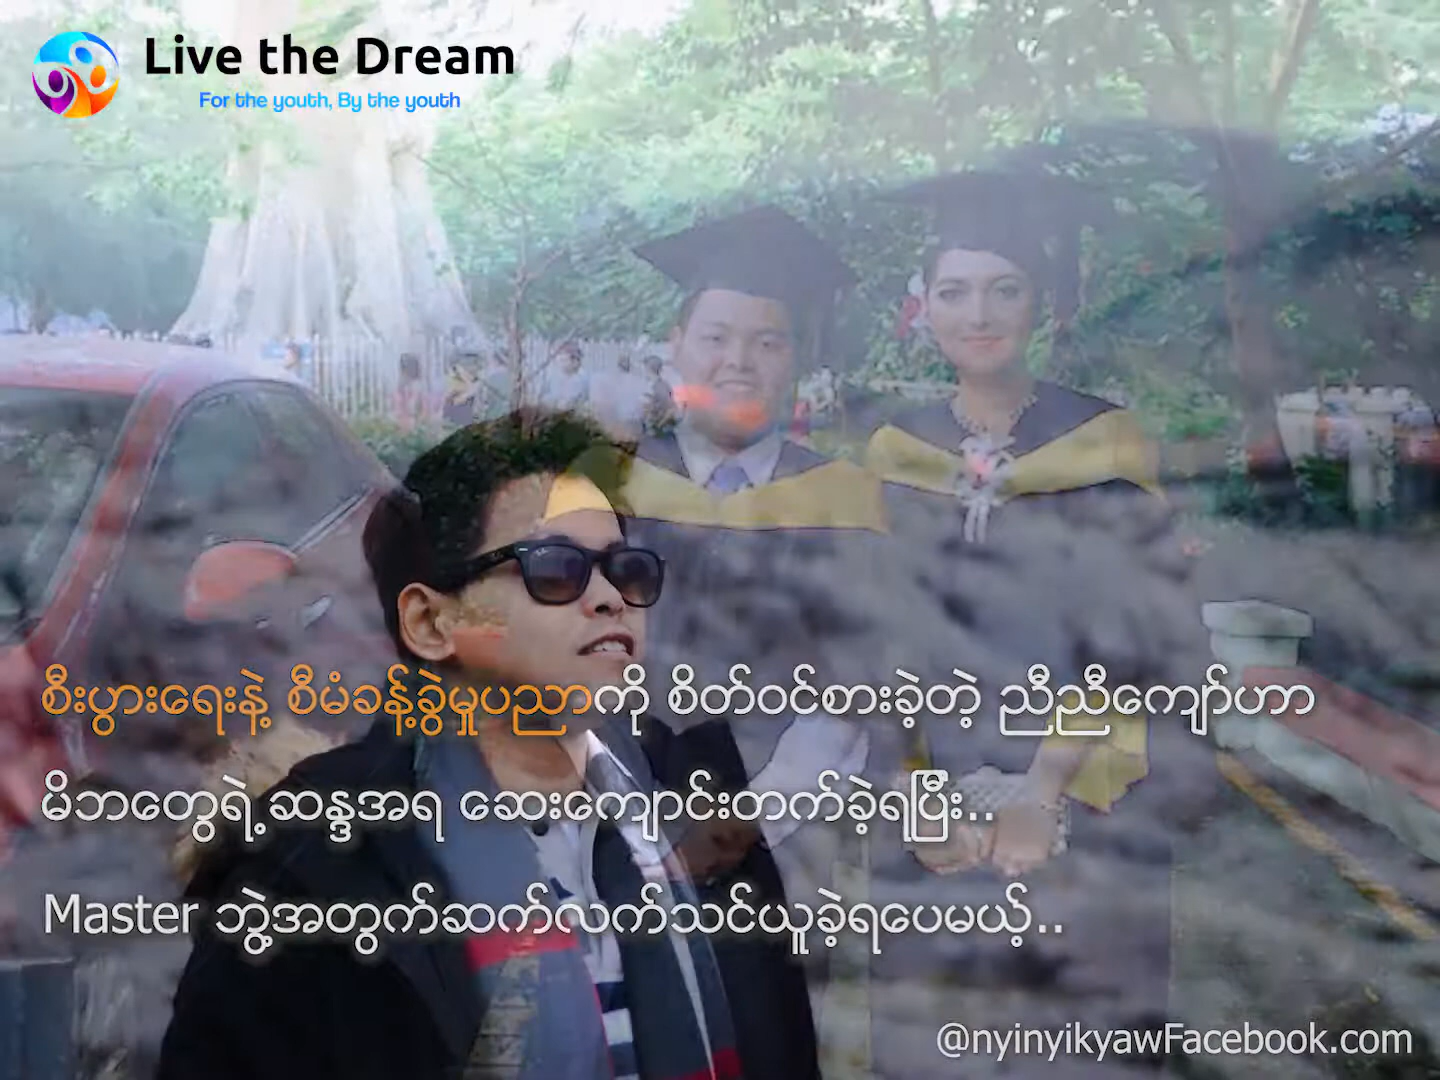 Live the Dream
For the youth, By the youth
စီးပွားရေးနဲ့ စီမံခန့်ခွဲမှုပညာကို စိတ်ဝင်စားခဲ့တဲ့ ညီညီကျော်ဟာ
မိဘတွေရဲ့ဆန္ဒအရ ဆေးကျောင်းတက်ခဲ့ရပြီး..
Master ဘွဲ့အတွက်ဆက်လက်သင်ယူခဲ့ရပေမယ့်..
@nyinyikyawFacebook.com